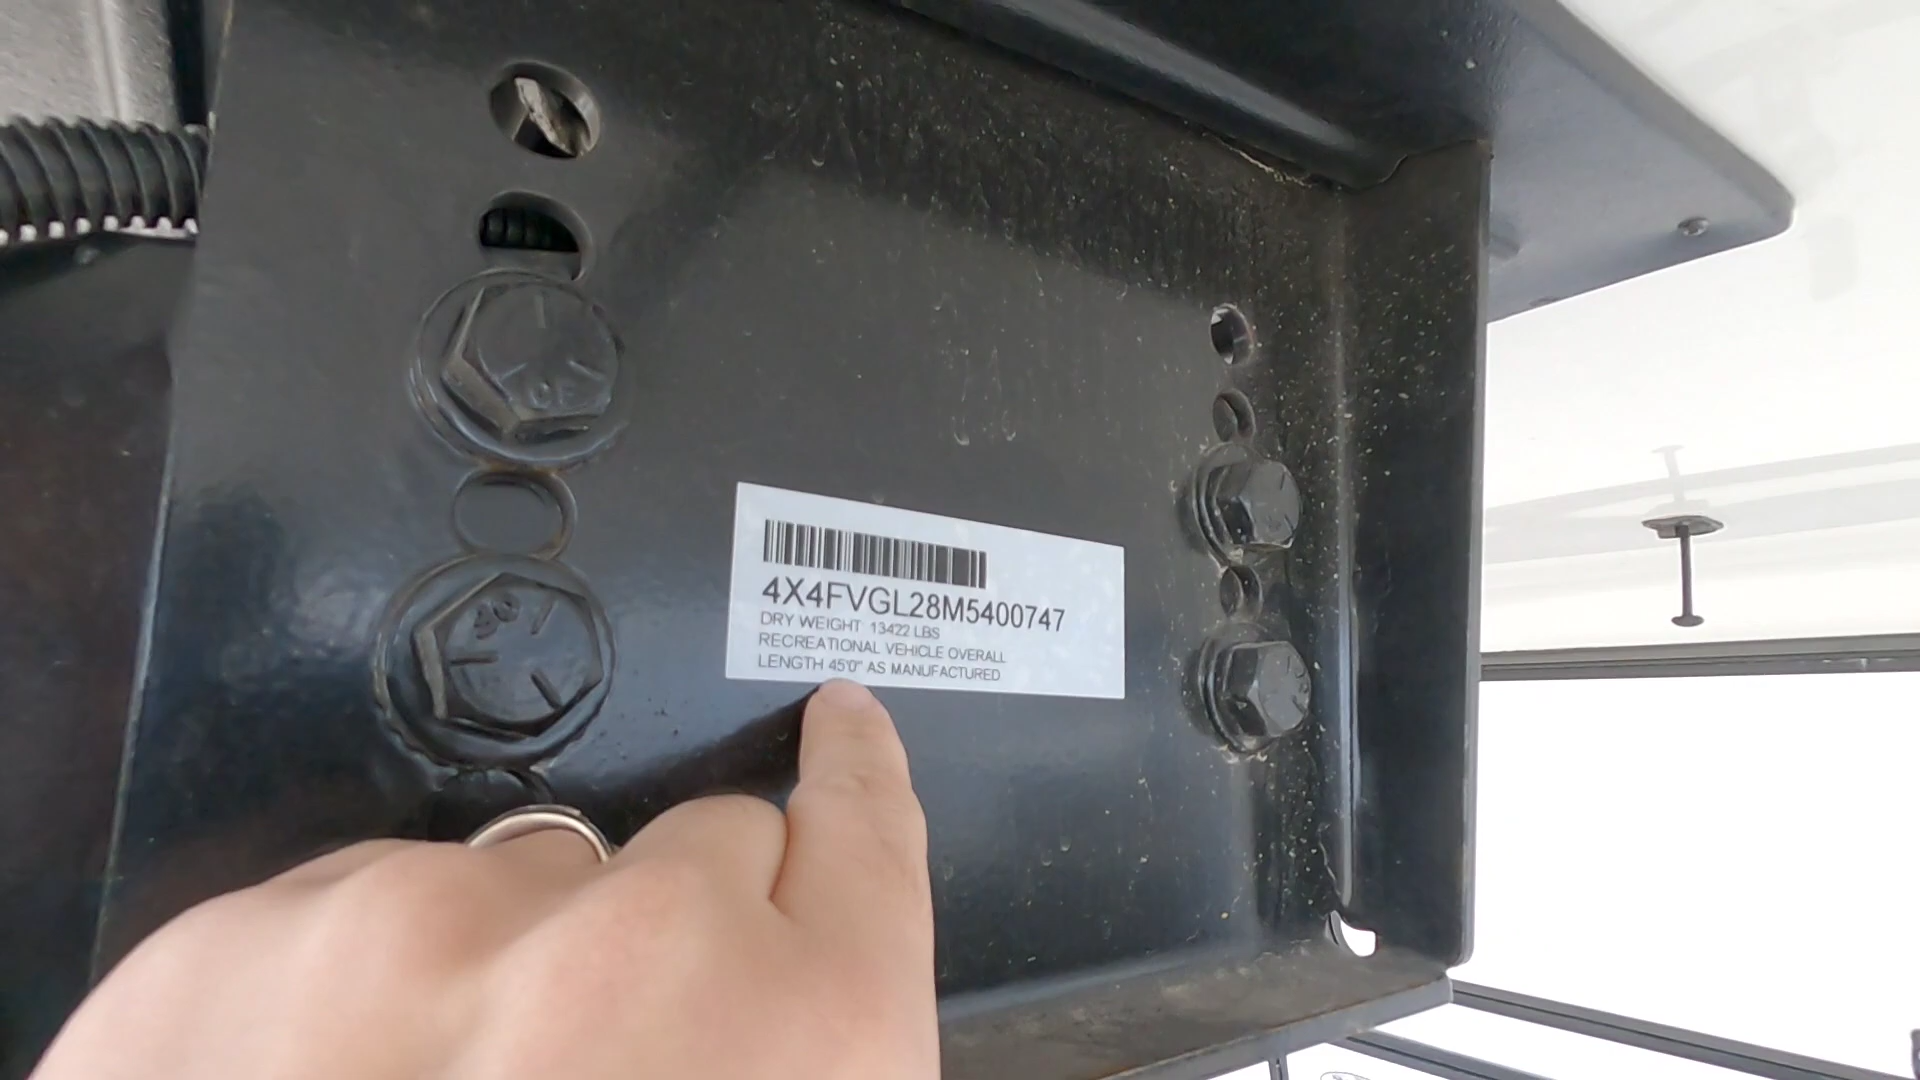 4X4FVGL28M5400747
DRY WEIGHT 13422 LBS
RECREATIONAL VEHICLE OVERALL
LENGTH 45'0" AS MANUFACTURED